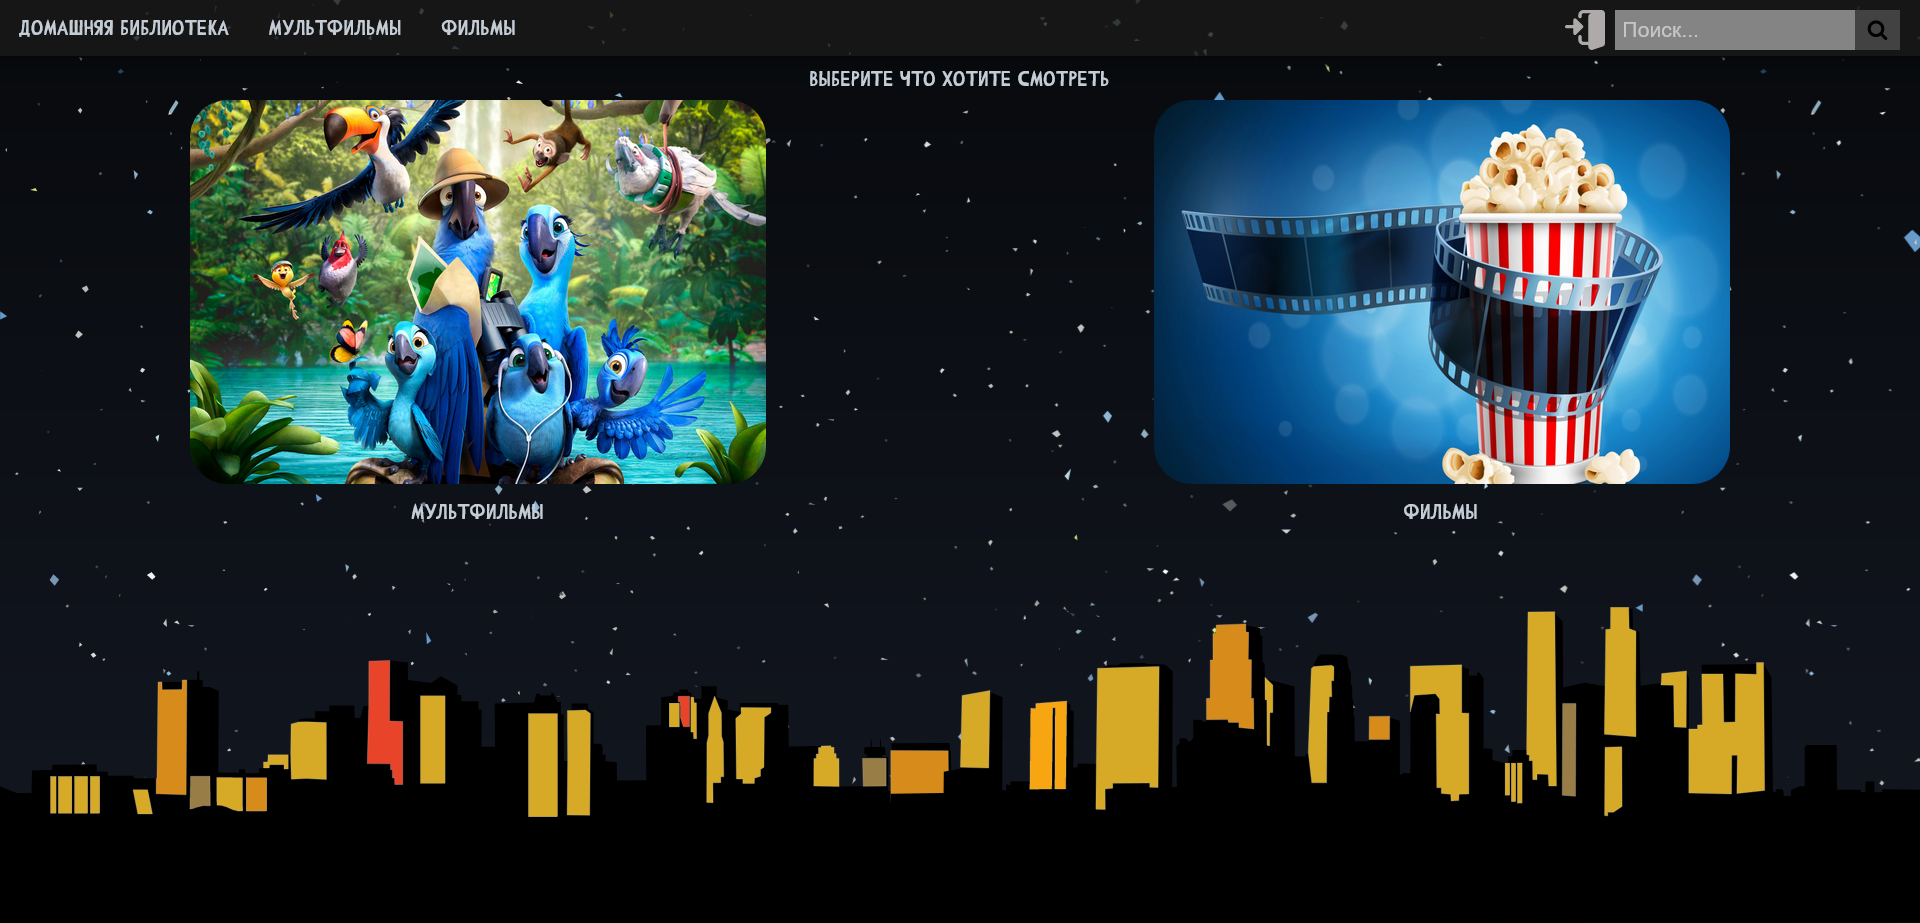 ДОМАШНЯЯ БИБЛИОТЕКА МУЛЬТФИЛЬМЫ ФИЛЬМЫ Поиск...
ВЫБЕРИТЕ ЧТО ХОТИТЕ СМОТРЕТЬ
МУЛЬТФИЛЬМЫ ФИЛЬМЫ